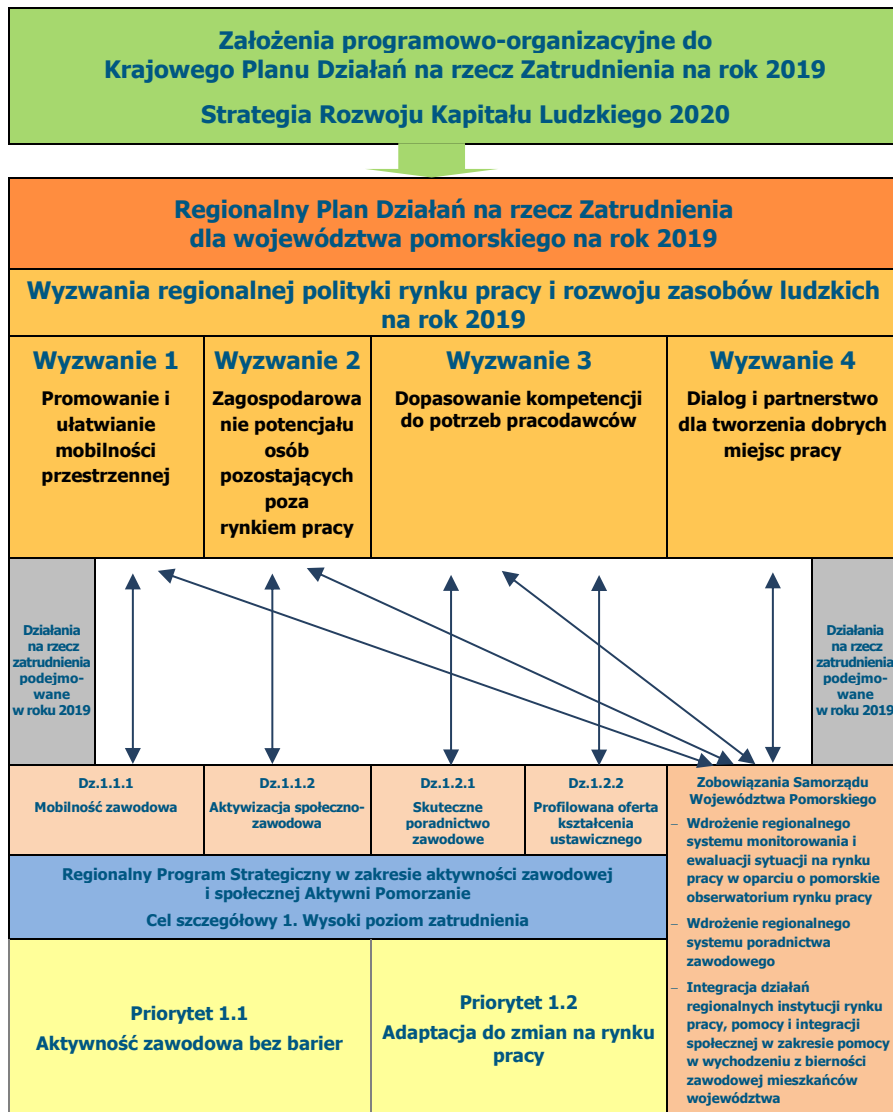 Założenia programowo-organizacyjne do
Krajowego Planu Działań na rzecz Zatrudnienia na rok 2019
Strategia Rozwoju Kapitału Ludzkiego 2020
Regionalny Plan Działań na rzecz Zatrudnienia
dla województwa pomorskiego na rok 2019
Wyzwania regionalnej polityki rynku pracy i rozwoju zasobów ludzkich
na rok 2019
Wyzwanie 1
Promowanie i
ułatwianie
mobilności
przestrzennej
Wyzwanie 2
Zagospodarowa
nie potencjału
osób
pozostających
poza
rynkiem pracy
Wyzwanie 3
Dopasowanie kompetencji
do potrzeb pracodawców
Wyzwanie 4
Dialog i partnerstwo
dla tworzenia dobrych
miejsc pracy
Działania
na rzecz
zatrudnienia
podejmo-
wane
w roku 2019
Działania
na rzecz
zatrudnienia
podejmo-
wane
w roku 2019
Dz.1.1.1
Mobilność zawodowa
Dz.1.1.2
Aktywizacja społeczno-
zawodowa
Dz.1.2.1
Skuteczne
poradnictwo
zawodowe
Dz.1.2.2
Profilowana oferta
kształcenia
ustawicznego
Zobowiązania Samorządu
Województwa Pomorskiego
– Wdrożenie regionalnego
systemu monitorowania i
ewaluacji sytuacji na rynku
pracy w oparciu o pomorskie
obserwatorium rynku pracy
– Wdrożenie regionalnego
systemu poradnictwa
zawodowego
– Integracja działań
regionalnych instytucji rynku
pracy, pomocy i integracji
społecznej w zakresie pomocy
w wychodzeniu z bierności
zawodowej mieszkańców
województwa
Regionalny Program Strategiczny w zakresie aktywności zawodowej
i społecznej Aktywni Pomorzanie
Cel szczegółowy 1. Wysoki poziom zatrudnienia
Priorytet 1.1
Aktywność zawodowa bez barier
Priorytet 1.2
Adaptacja do zmian na rynku
pracy